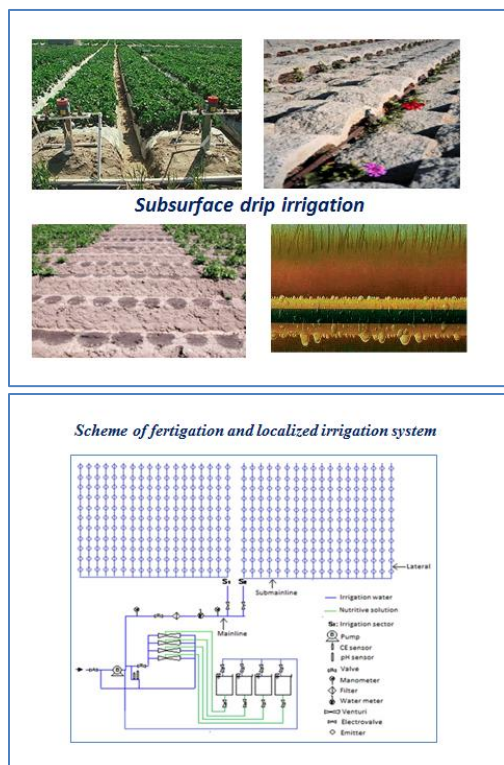 Subsurface drip irrigation
Scheme of fertigation and localized irrigation system
Lateral
S₁ S₂
Submainline
Mainline
Irrigation water
Nutritive solution
Irrigation sector
Pump
CE sensor
pH sensor
Valve
Manometer
Filter
Water meter
Venturi
Electrovalve
Emitter